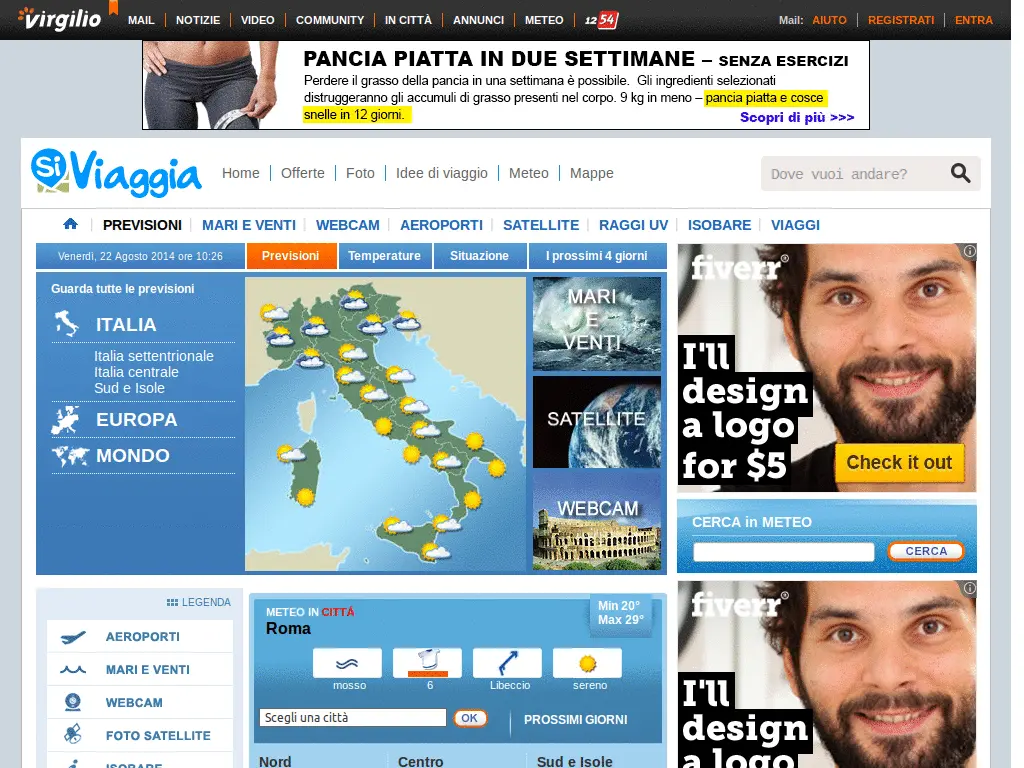 virgilio
MAIL NOTIZIE VIDEO COMMUNITY IN CITTÀ ANNUNCI METEO 1254
Mail: AIUTO REGISTRATI ENTRA
PANCIA PIATTA IN DUE SETTIMANE – SENZA ESERCIZI
Perdere il grasso della pancia in una settimana è possibile. Gli ingredienti selezionati
distruggeranno gli accumuli di grasso presenti nel corpo. 9 kg in meno – pancia piatta e cosce
snelle in 12 giorni.
Scopri di più >>>
Sì Viaggia
Home Offerte Foto Idee di viaggio Meteo Mappe
Dove vuoi andare?
PREVISIONI MARI E VENTI WEBCAM AEROPORTI SATELLITE RAGGI UV ISOBARE VIAGGI
Venerdì, 22 Agosto 2014 ore 10:26
Previsioni Temperature Situazione I prossimi 4 giorni
Guarda tutte le previsioni
ITALIA
Italia settentrionale
Italia centrale
Sud e Isole
EUROPA
MONDO
MARI
E
VENTI
SATELLITE
WEBCAM
fiverr®
I'll
design
a logo
for $5
Check it out
CERCA in METEO
CERCA
LEGENDA
AEROPORTI
MARI E VENTI
WEBCAM
FOTO SATELLITE
ISOBARE
METEO IN CITTÁ
Roma
Min 20°
Max 29°
mosso 6 Libeccio sereno
Scegli una città OK PROSSIMI GIORNI
Nord Centro Sud e Isole
fiverr®
I'll
design
a logo